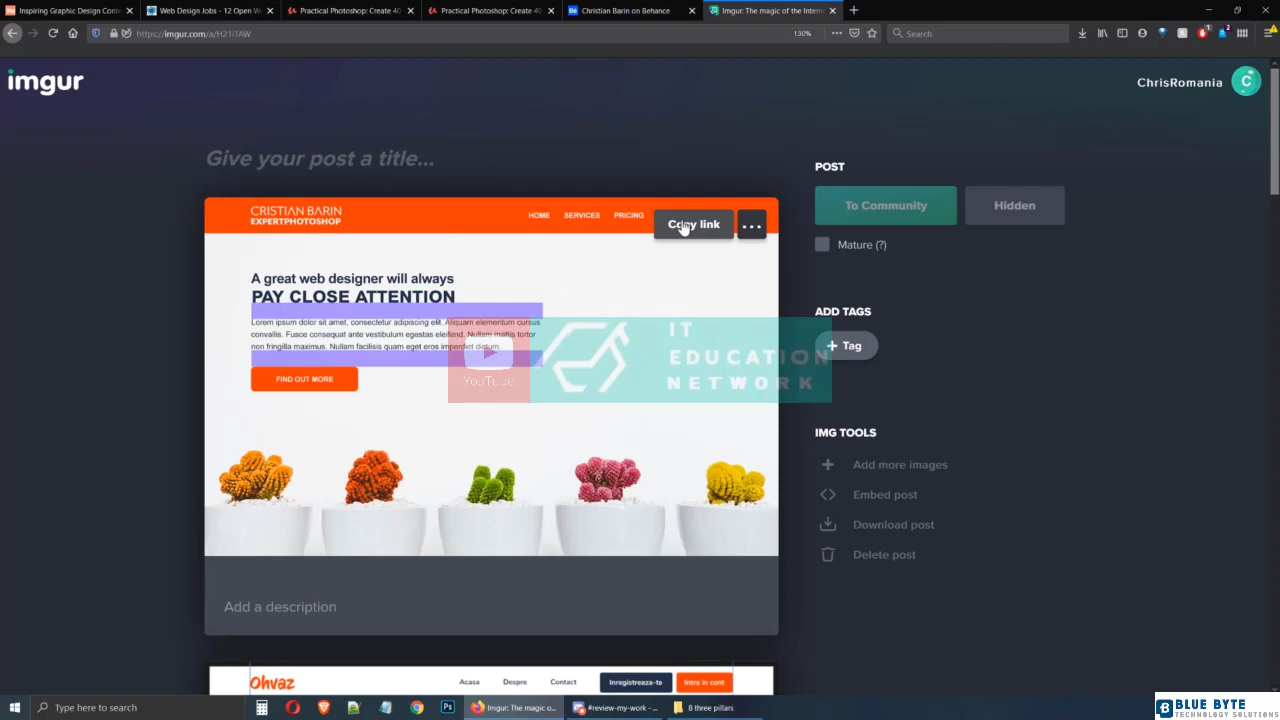 Inspiring Graphic Design Conte
Web Design Jobs - 12 Open W
Practical Photoshop: Create 40
Practical Photoshop: Create 40
Christian Barin on Behance
Imgur: The magic of the Intern
https://imgur.com/a/H21iTAW
130%
Search
imgur
ChrisRomania
C
Give your post a title...
POST
To Community
Hidden
Mature (?)
CRISTIAN BARIN
EXPERTPHOTOSHOP
HOME
SERVICES
PRICING
Copy link
A great web designer will always
PAY CLOSE ATTENTION
Lorem ipsum dolor sit amet, consectetur adipiscing elit. Aliquam elementum cursus
convallis. Fusce consequat ante vestibulum egestas eleifend. Nullam mattis tortor
non fringilla maximus. Nullam facilisis quam eget eros imperdiet dictum.
FIND OUT MORE
YouTube
IT
EDUCATION
NETWORK
ADD TAGS
+ Tag
IMG TOOLS
Add more images
Embed post
Download post
Delete post
Add a description
Ohvaz
Acasa
Despre
Contact
Inregistreaza-te
Intra in cont
Type here to search
Ps
Imgur: The magic o...
#review-my-work - ...
8 three pillars
BLUE BYTE
TECHNOLOGY SOLUTIONS